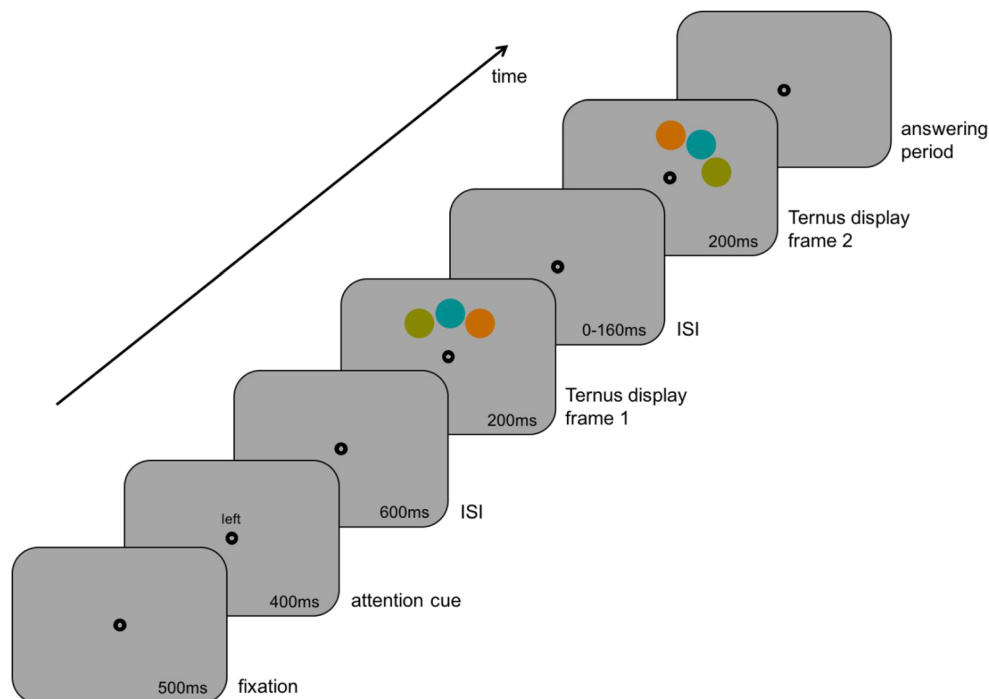 time
answering
period
Ternus display
frame 2
200ms
0-160ms
ISI
Ternus display
frame 1
200ms
600ms
ISI
left
400ms
attention cue
500ms
fixation